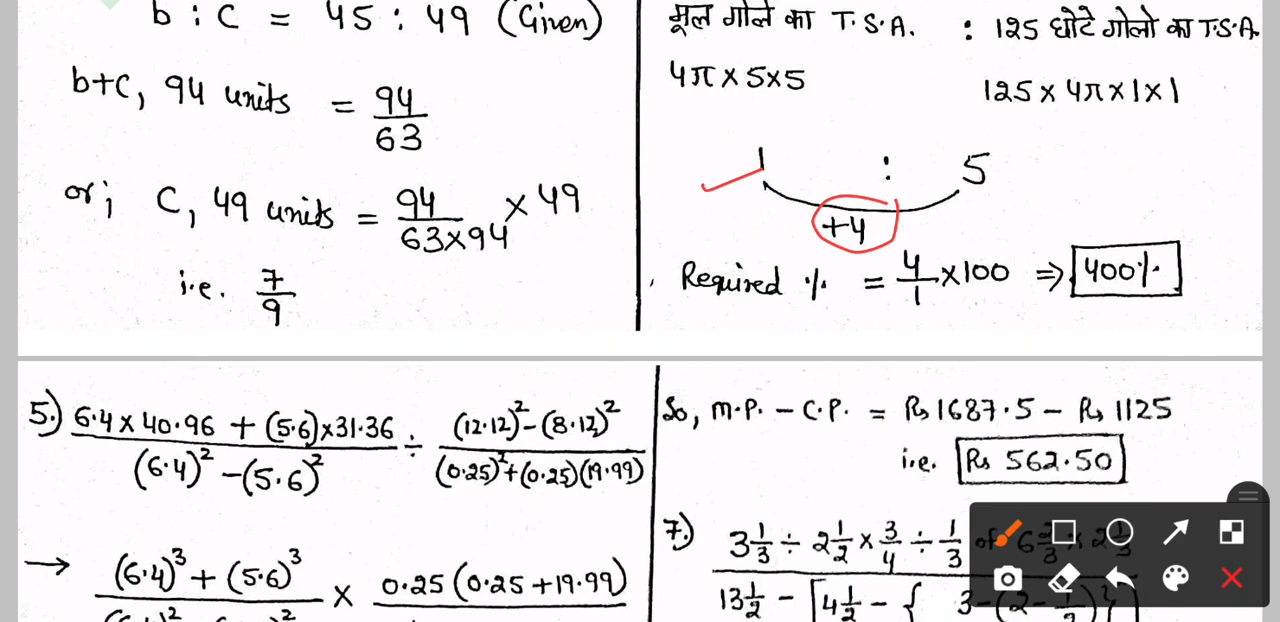 b : C = 45 : 49 (Given)
b+C, 94 units = 94/63
or; C, 49 units = 94/(63×94) × 49
i.e. 7/9
मूल गोले का T.S.A. : 125 छोटे गोलो का T.S.A.
4π×5×5 125×4π×1×1
1 : 5
+4
Required % = 4/1 ×100 ⇒ 400%.
5.) (6.4×40.96 + (5.6)×31.36)/((6.4)² −(5.6)²) ÷ ((12.12)²−(8.12)²)/((0.25)²+(0.25)(19.99))
→ (6.4)³ + (5.6)³ × 0.25(0.25+19.99)
So, M.P. − C.P. = Rs 1687.5 − Rs 1125
i.e. Rs 562.50
7.) 3 1/3 ÷ 2 1/2 × 3/4 ÷ 1/3 of 6
13 1/2 − [4 1/2 − { 3−(2−